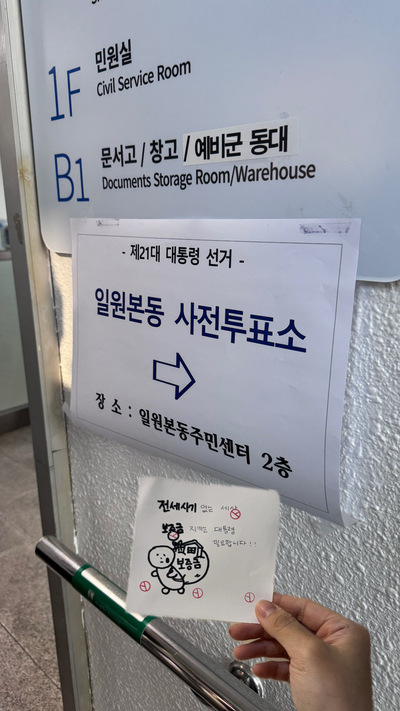 1F 민원실
Civil Service Room
B1 문서고 / 창고 / 예비군 동대
Documents Storage Room/Warehouse
- 제21대 대통령 선거 -
일원본동 사전투표소
장 소 : 일원본동주민센터 2층
전세사기 없는 세상
보증금 지키는 대통령
필요합니다!!
보증금